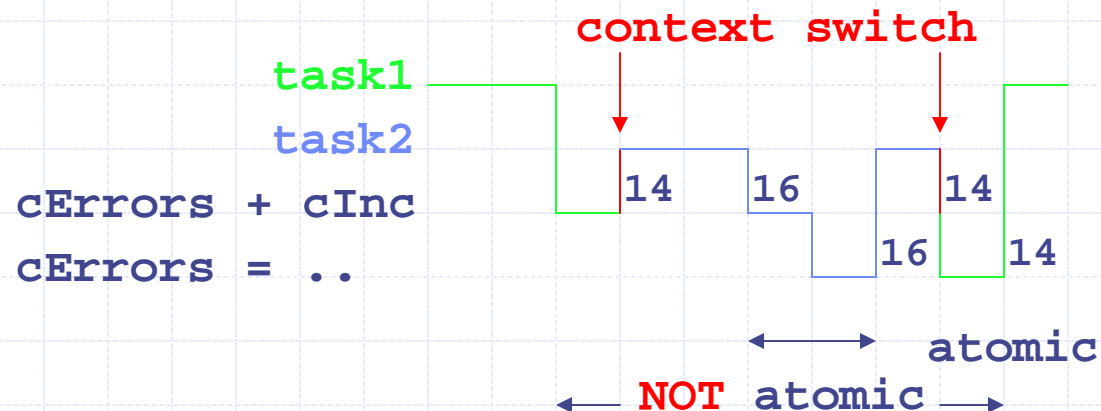 context switch
task1
task2
cErrors + cInc 14 16 14
cErrors = .. 16 14
atomic
NOT atomic